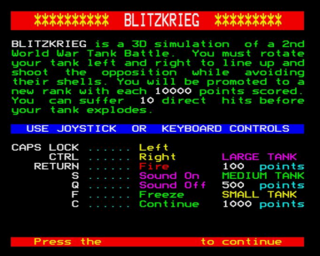 ********** BLITZKRIEG **********
BLITZKRIEG is a 3D simulation of a 2nd
World War Tank Battle. You must rotate
your tank left and right to line up and
shoot the opposition while avoiding
their shells. You will be promoted to a
new rank with each 10000 points scored.
You can suffer 10 direct hits before
your tank explodes.
USE JOYSTICK OR KEYBOARD CONTROLS
CAPS LOCK ...... Left
CTRL ...... Right LARGE TANK
RETURN ...... Fire 100 points
S ...... Sound On MEDIUM TANK
Q ...... Sound Off 500 points
F ...... Freeze SMALL TANK
C ...... Continue 1000 points
Press the to continue